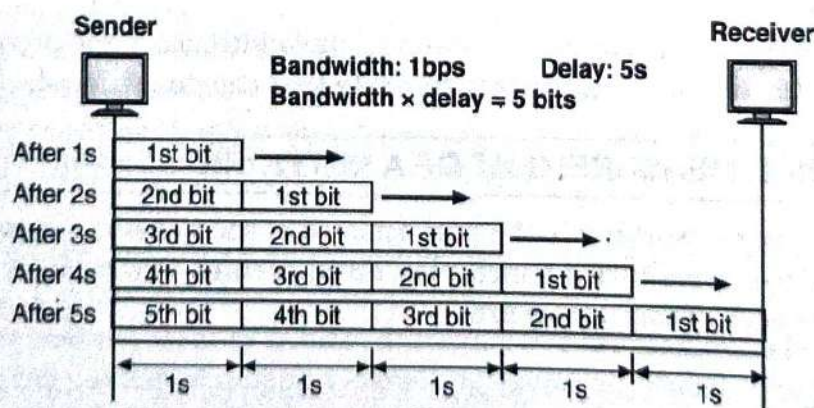 Sender
Receiver
Bandwidth: 1bps Delay: 5s
Bandwidth × delay = 5 bits
After 1s 1st bit
After 2s 2nd bit 1st bit
After 3s 3rd bit 2nd bit 1st bit
After 4s 4th bit 3rd bit 2nd bit 1st bit
After 5s 5th bit 4th bit 3rd bit 2nd bit 1st bit
1s 1s 1s 1s 1s